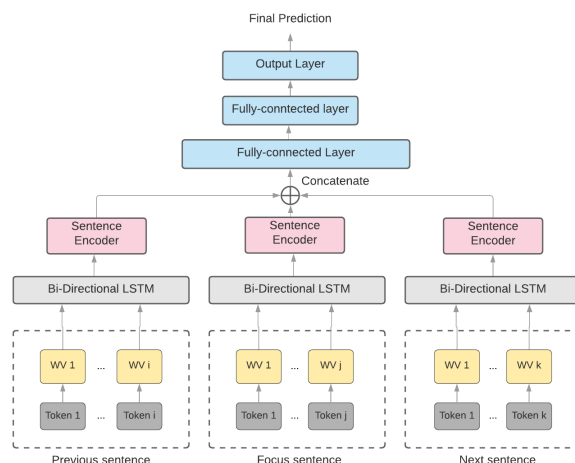 Final Prediction
Output Layer
Fully-conntected layer
Fully-connected Layer
Concatenate
Sentence
Encoder
Sentence
Encoder
Sentence
Encoder
Bi-Directional LSTM
Bi-Directional LSTM
Bi-Directional LSTM
WV 1 ... WV i
WV 1 ... WV j
WV 1 ... WV k
Token 1 ... Token i
Token 1 ... Token j
Token 1 ... Token k
Previous sentence
Focus sentence
Next sentence